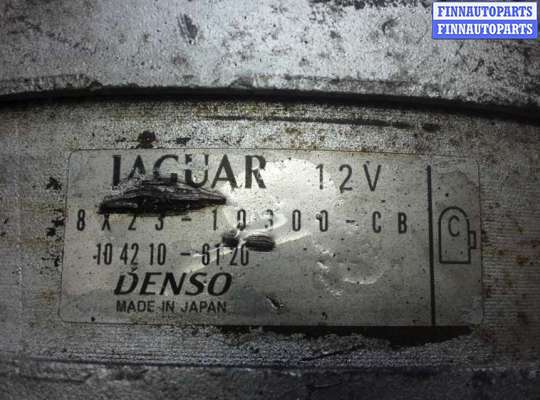 FINNAUTOPARTS
FINNAUTOPARTS
JAGUAR 12V
8X23-10300-CB
104210-6120
C
DENSO
MADE IN JAPAN